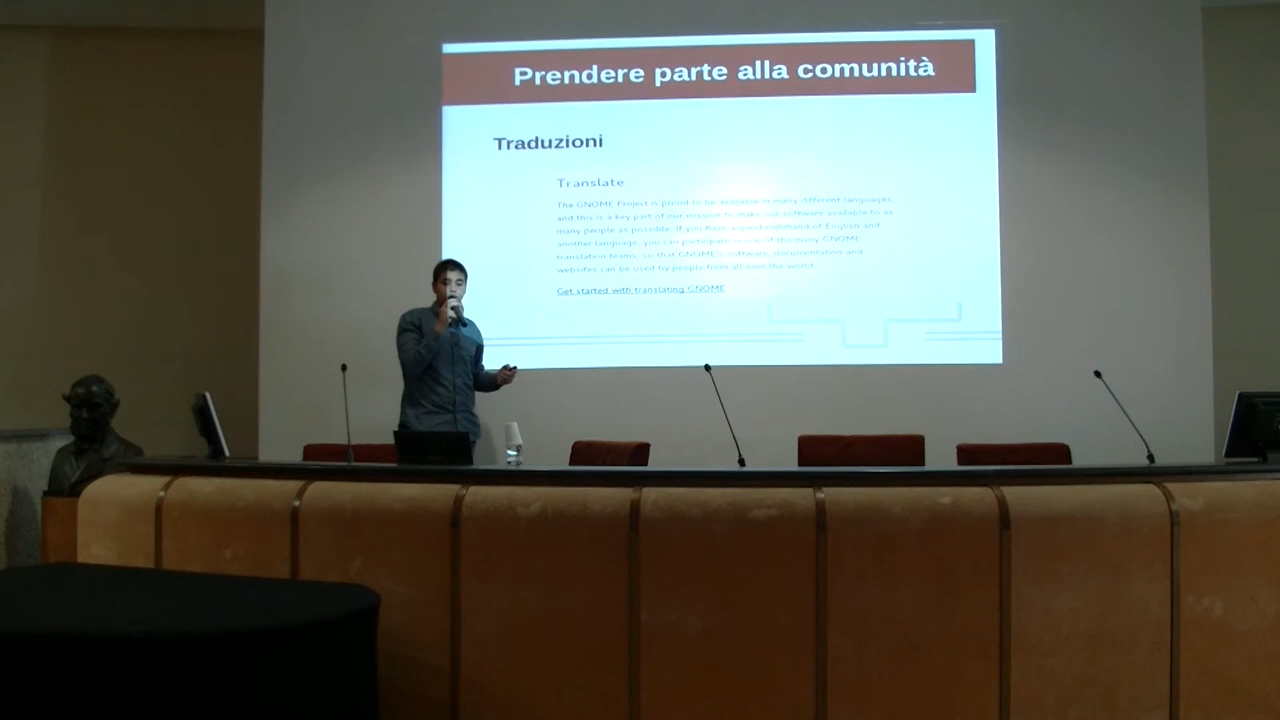 Prendere parte alla comunità
Traduzioni
Translate
The GNOME Project is proud to be available in many different languages,
and this is a key part of our mission to make our software available to as
many people as possible. If you have a good command of English and
another language, you can participate in one of the many GNOME
translation teams, so that GNOME's software, documentation and
websites can be used by people from all over the world.
Get started with translating GNOME